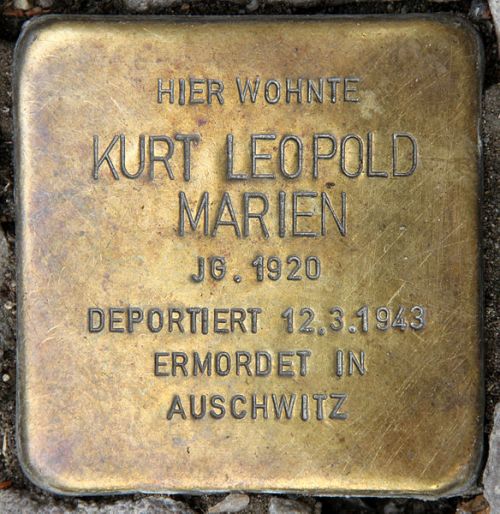 HIER WOHNTE
KURT LEOPOLD
MARIEN
JG. 1920
DEPORTIERT 12.3.1943
ERMORDET IN
AUSCHWITZ